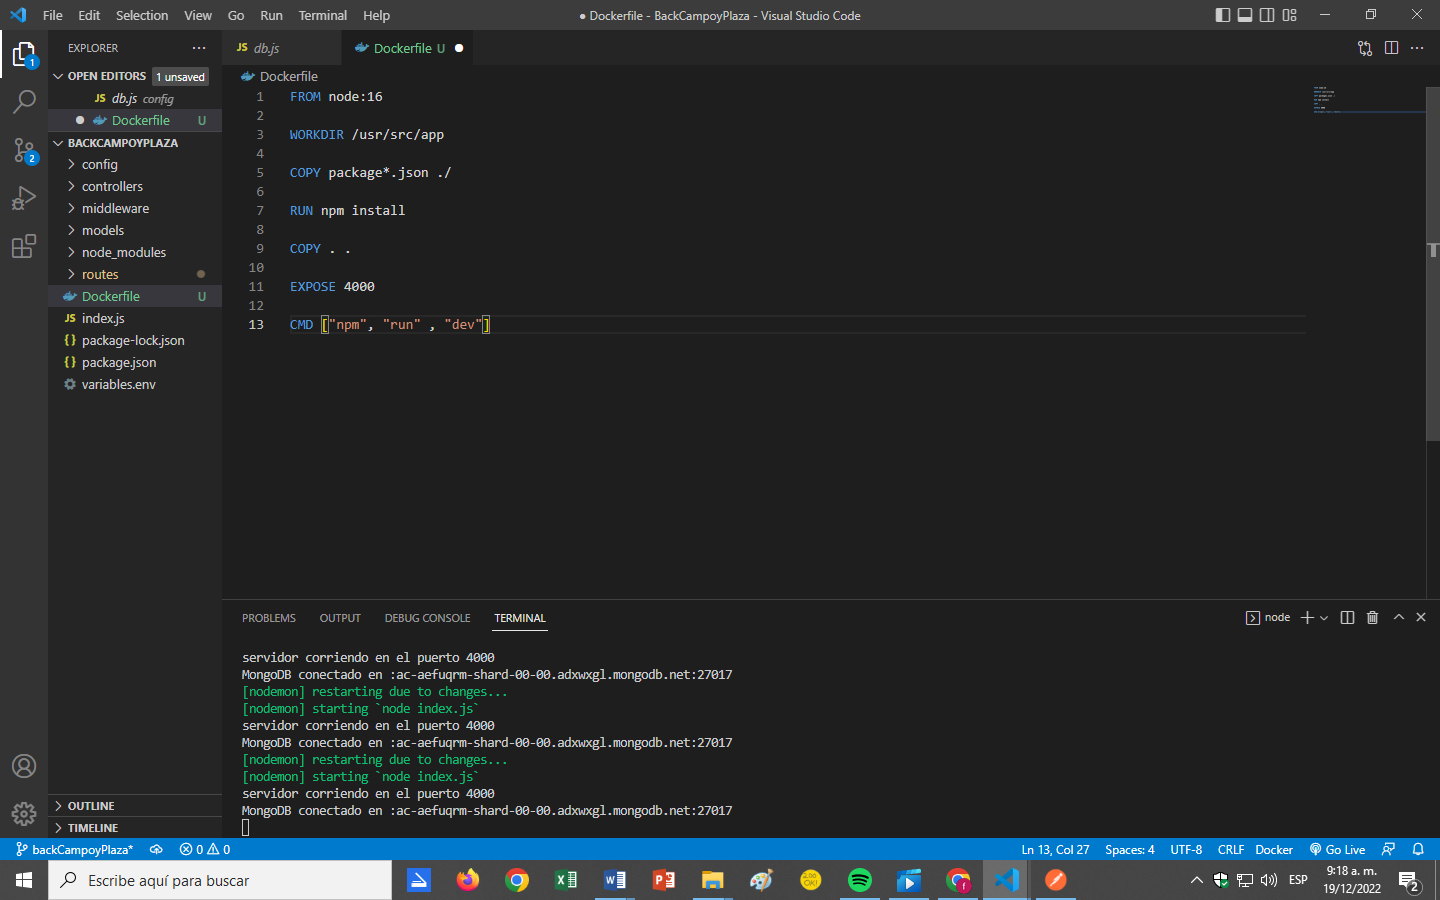 File Edit Selection View Go Run Terminal Help
● Dockerfile - BackCampoyPlaza - Visual Studio Code
EXPLORER
OPEN EDITORS 1 unsaved
JS db.js config
Dockerfile U
BACKCAMPOYPLAZA
config
controllers
middleware
models
node_modules
routes
Dockerfile U
JS index.js
{} package-lock.json
{} package.json
variables.env
OUTLINE
TIMELINE
JS db.js
Dockerfile U
Dockerfile
1 FROM node:16
2
3 WORKDIR /usr/src/app
4
5 COPY package*.json ./
6
7 RUN npm install
8
9 COPY . .
10
11 EXPOSE 4000
12
13 CMD ["npm", "run" , "dev"]
PROBLEMS OUTPUT DEBUG CONSOLE TERMINAL
node
servidor corriendo en el puerto 4000
MongoDB conectado en :ac-aefuqrm-shard-00-00.adxwxgl.mongodb.net:27017
[nodemon] restarting due to changes...
[nodemon] starting `node index.js`
servidor corriendo en el puerto 4000
MongoDB conectado en :ac-aefuqrm-shard-00-00.adxwxgl.mongodb.net:27017
[nodemon] restarting due to changes...
[nodemon] starting `node index.js`
servidor corriendo en el puerto 4000
MongoDB conectado en :ac-aefuqrm-shard-00-00.adxwxgl.mongodb.net:27017
backCampoyPlaza* 0 0
Ln 13, Col 27 Spaces: 4 UTF-8 CRLF Docker Go Live
Escribe aquí para buscar
ESP
9:18 a. m.
19/12/2022
2